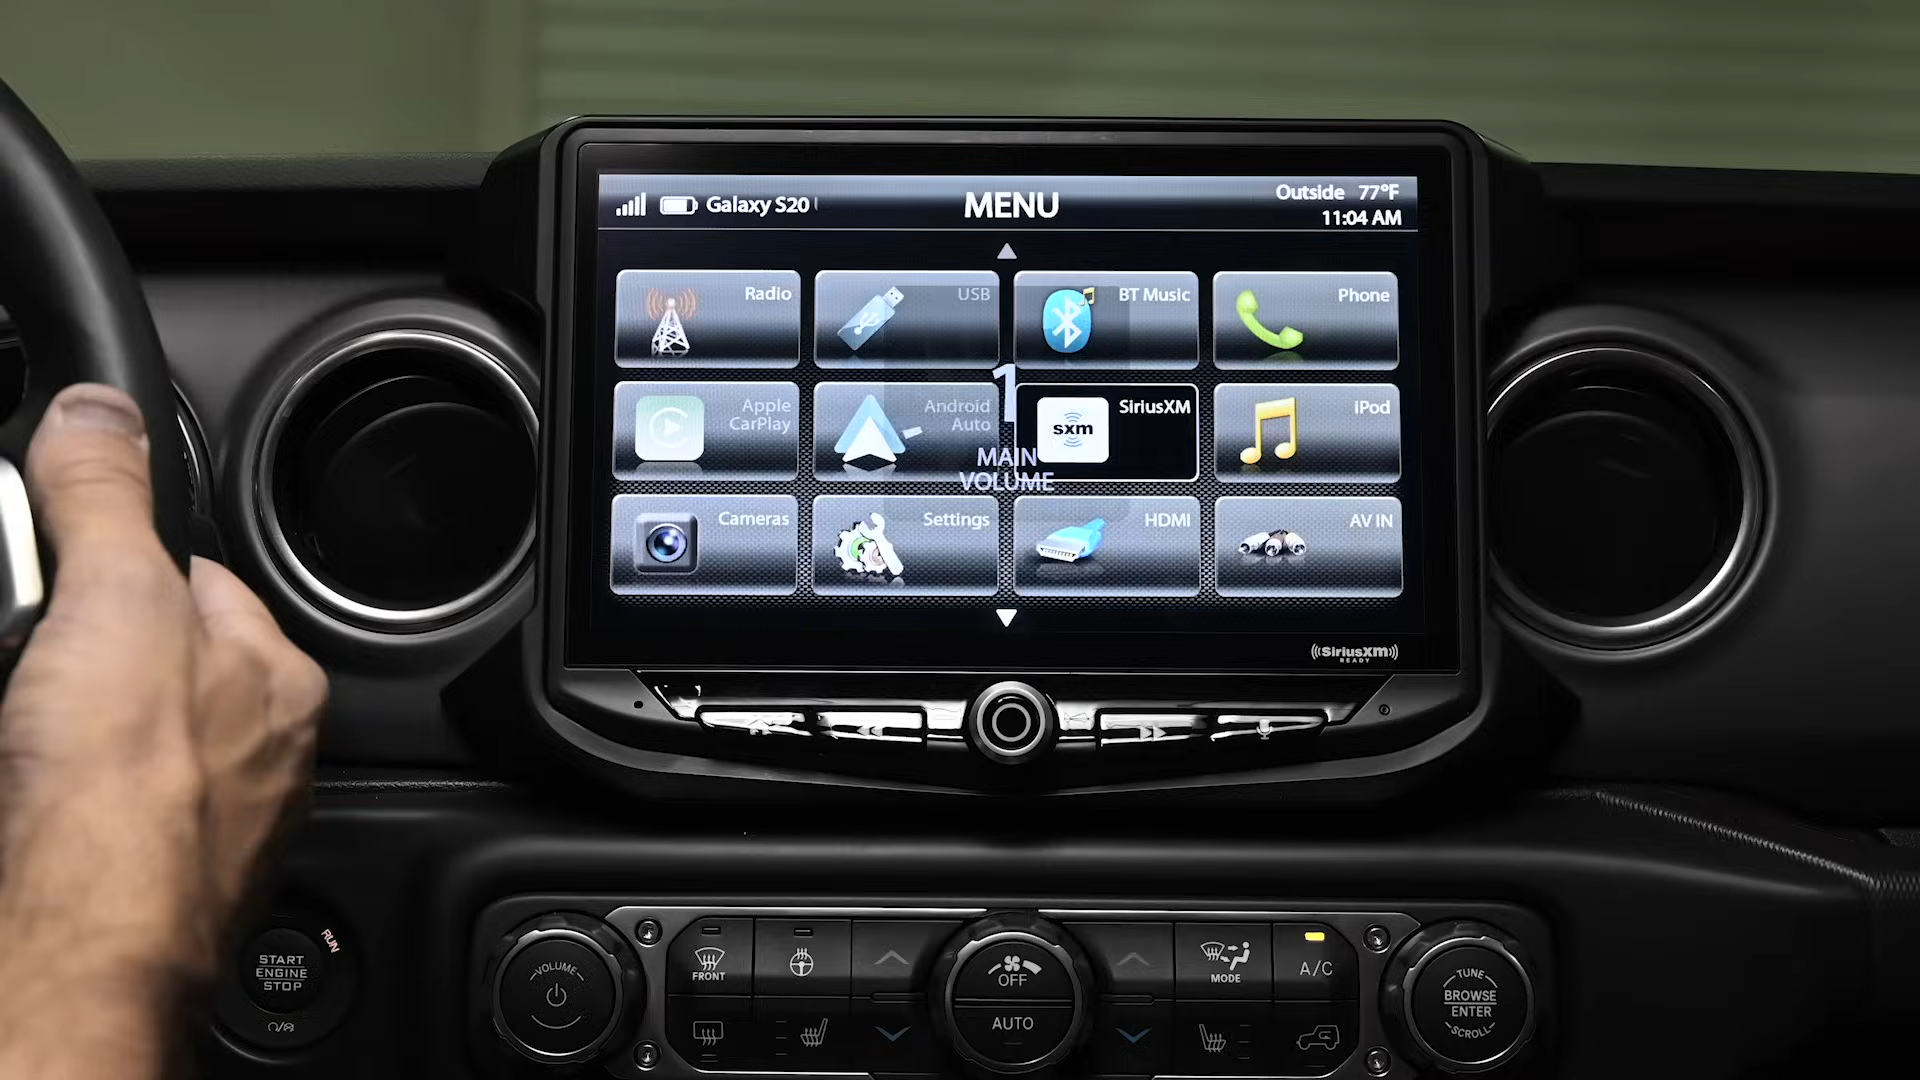 Galaxy S20
MENU
Outside 77°F
11:04 AM
Radio
USB
BT Music
Phone
Apple
CarPlay
Android
Auto
1
MAIN
VOLUME
sxm
SiriusXM
iPod
Cameras
Settings
HDMI
AV IN
((SiriusXM))
READY
START
ENGINE
STOP
RUN
VOLUME
FRONT
OFF
AUTO
MODE
A/C
TUNE
BROWSE
ENTER
SCROLL